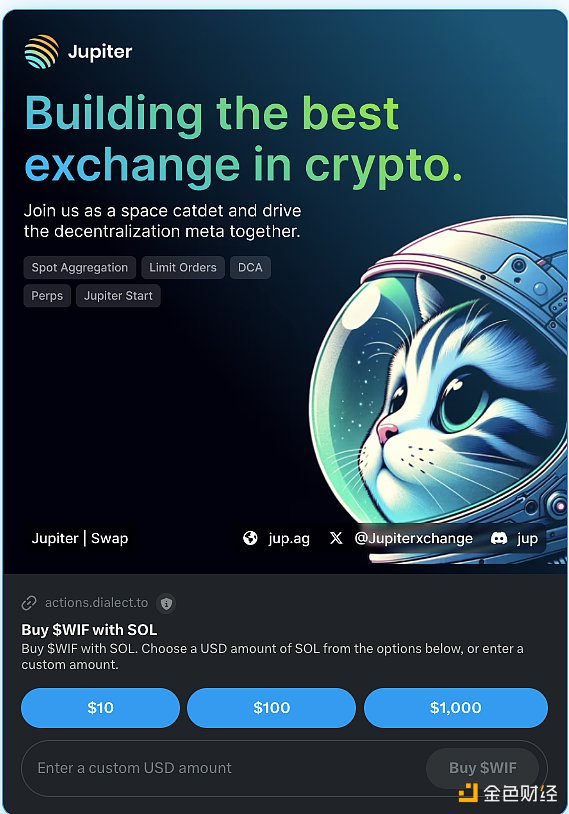 Jupiter
Building the best
exchange in crypto.
Join us as a space catdet and drive
the decentralization meta together.
Spot Aggregation
Limit Orders
DCA
Perps
Jupiter Start
Jupiter | Swap
jup.ag
@Jupiterxchange
jup
actions.dialect.to
Buy $WIF with SOL
Buy $WIF with SOL. Choose a USD amount of SOL from the options below, or enter a
custom amount.
$10
$100
$1,000
Enter a custom USD amount
Buy $WIF
金色财经